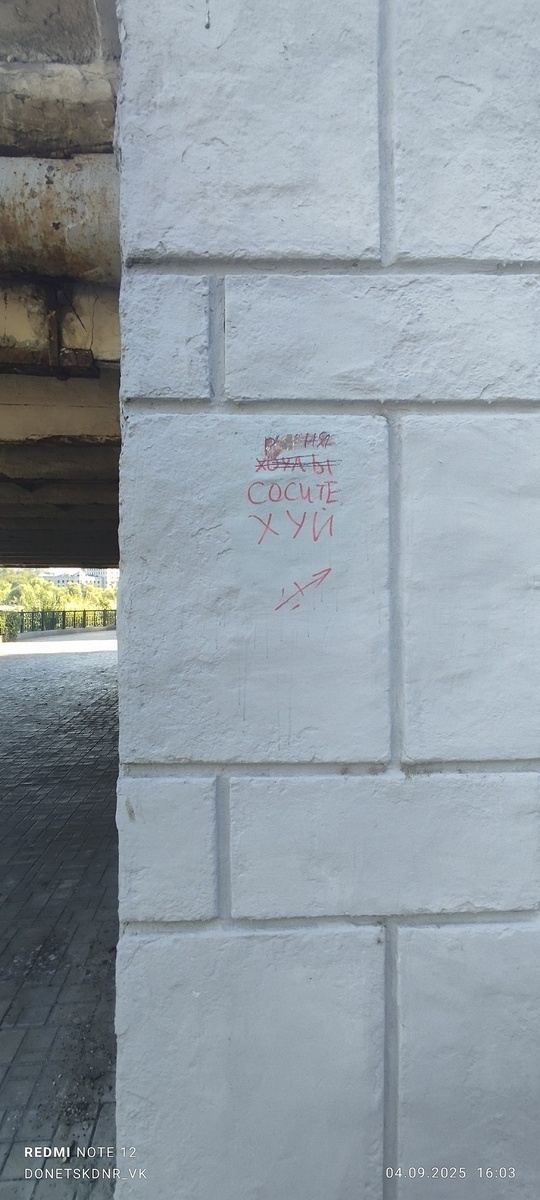 ХОХЛЫ
СОСИТЕ
ХУЙ
REDMI NOTE 12
DONETSKDNR_VK
04.09.2025 16:03